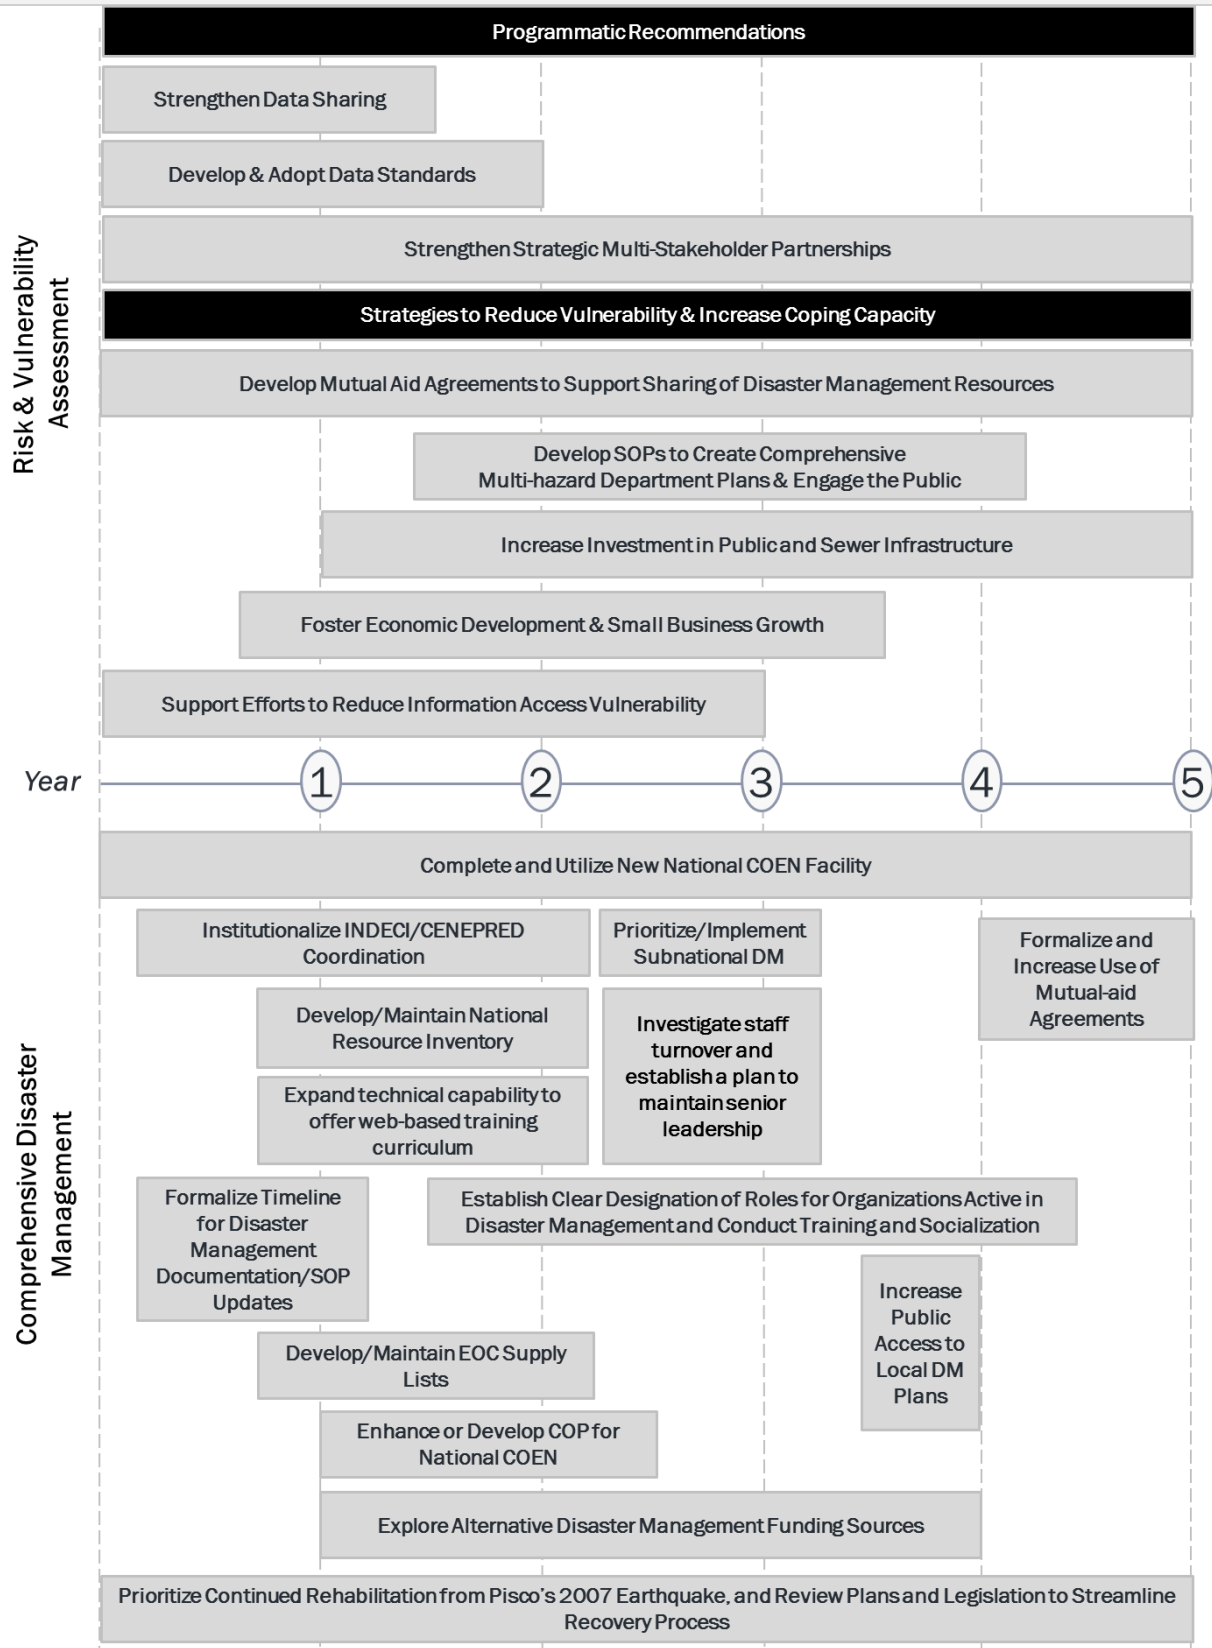 Programmatic Recommendations
Strengthen Data Sharing
Develop & Adopt Data Standards
Strengthen Strategic Multi-Stakeholder Partnerships
Risk & Vulnerability
Assessment
Strategies to Reduce Vulnerability & Increase Coping Capacity
Develop Mutual Aid Agreements to Support Sharing of Disaster Management Resources
Develop SOPs to Create Comprehensive
Multi-hazard Department Plans & Engage the Public
Increase Investment in Public and Sewer Infrastructure
Foster Economic Development & Small Business Growth
Support Efforts to Reduce Information Access Vulnerability
Year 1 2 3 4 5
Complete and Utilize New National COEN Facility
Institutionalize INDECI/CENEPRED
Coordination
Prioritize/Implement
Subnational DM
Formalize and
Increase Use of
Mutual-aid
Agreements
Develop/Maintain National
Resource Inventory
Investigate staff
turnover and
establish a plan to
maintain senior
leadership
Expand technical capability to
offer web-based training
curriculum
Comprehensive Disaster
Management
Formalize Timeline
for Disaster
Management
Documentation/SOP
Updates
Establish Clear Designation of Roles for Organizations Active in
Disaster Management and Conduct Training and Socialization
Increase
Public
Access to
Local DM
Plans
Develop/Maintain EOC Supply
Lists
Enhance or Develop COP for
National COEN
Explore Alternative Disaster Management Funding Sources
Prioritize Continued Rehabilitation from Pisco's 2007 Earthquake, and Review Plans and Legislation to Streamline
Recovery Process